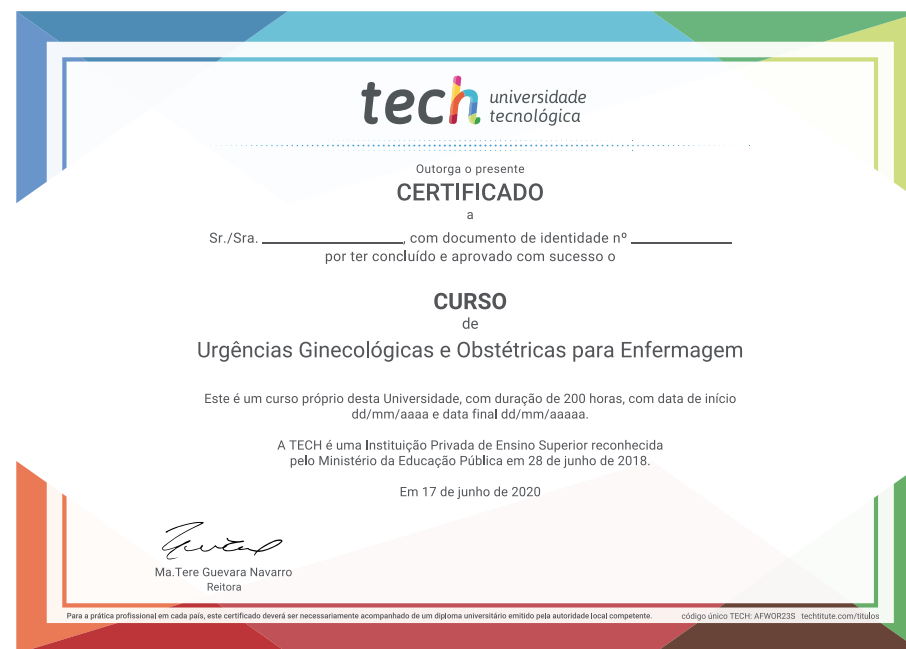 tech universidade
tecnológica
Outorga o presente
CERTIFICADO
a
Sr./Sra. ________________, com documento de identidade nº ____________
por ter concluído e aprovado com sucesso o
CURSO
de
Urgências Ginecológicas e Obstétricas para Enfermagem
Este é um curso próprio desta Universidade, com duração de 200 horas, com data de início
dd/mm/aaaa e data final dd/mm/aaaaa.
A TECH é uma Instituição Privada de Ensino Superior reconhecida
pelo Ministério da Educação Pública em 28 de junho de 2018.
Em 17 de junho de 2020
Ma.Tere Guevara Navarro
Reitora
Para a prática profissional em cada país, este certificado deverá ser necessariamente acompanhado de um diploma universitário emitido pela autoridade local competente. código único TECH: AFWOR23S techtitute.com/titulos